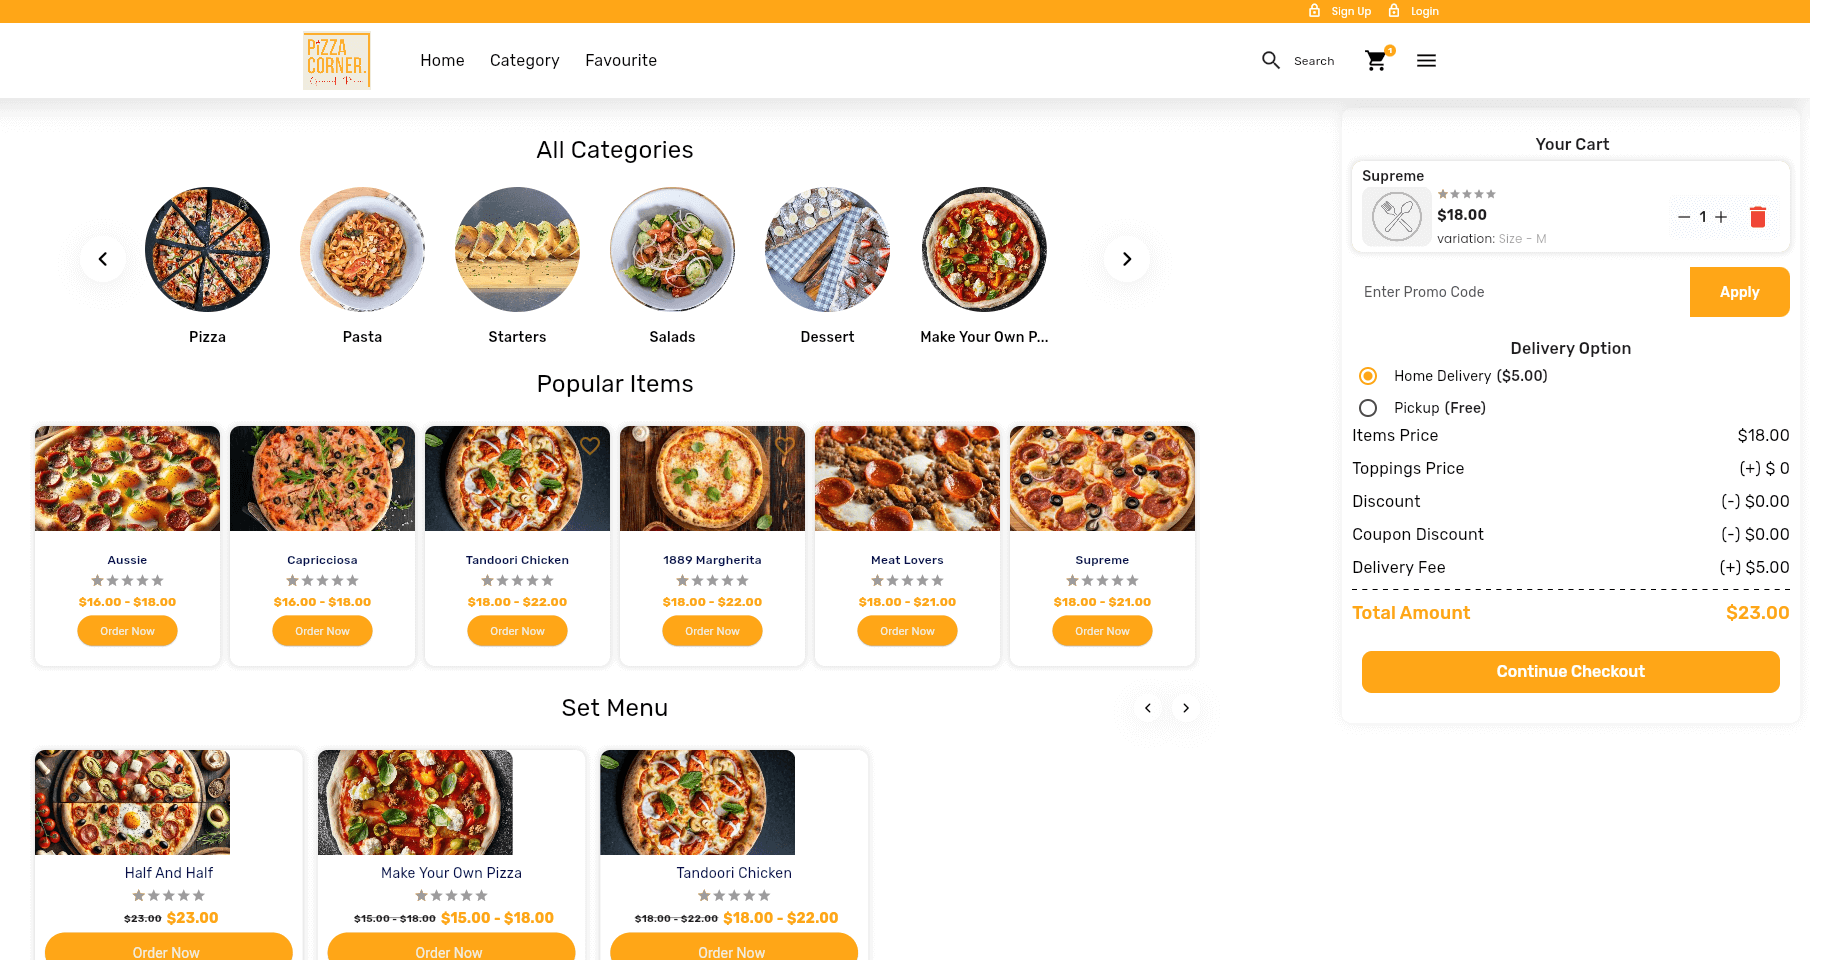 Sign Up
Login
PIZZA
CORNER.
Home
Category
Favourite
Search
1
All Categories
Pizza
Pasta
Starters
Salads
Dessert
Make Your Own P...
Popular Items
Aussie
$16.00 - $18.00
Order Now
Capricciosa
$16.00 - $18.00
Order Now
Tandoori Chicken
$18.00 - $22.00
Order Now
1889 Margherita
$18.00 - $22.00
Order Now
Meat Lovers
$18.00 - $21.00
Order Now
Supreme
$18.00 - $21.00
Order Now
Set Menu
Half And Half
$23.00 $23.00
Order Now
Make Your Own Pizza
$15.00 - $18.00 $15.00 - $18.00
Order Now
Tandoori Chicken
$18.00 - $22.00 $18.00 - $22.00
Order Now
Your Cart
Supreme
$18.00
variation: Size - M
1
Enter Promo Code
Apply
Delivery Option
Home Delivery ($5.00)
Pickup (Free)
Items Price $18.00
Toppings Price (+) $ 0
Discount (-) $0.00
Coupon Discount (-) $0.00
Delivery Fee (+) $5.00
Total Amount $23.00
Continue Checkout